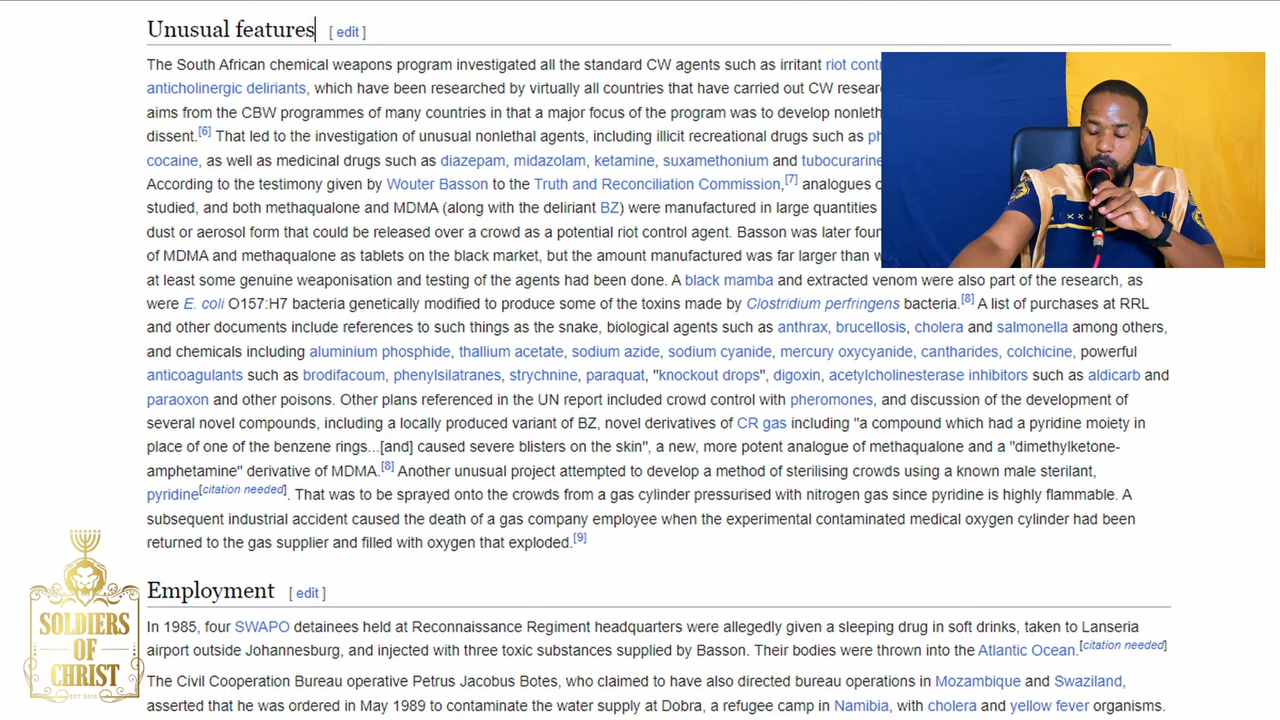 Unusual features [ edit ]
The South African chemical weapons program investigated all the standard CW agents such as irritant riot
anticholinergic deliriants, which have been researched by virtually all countries that have carried out CW
aims from the CBW programmes of many countries in that a major focus of the program was to develop
dissent.[6] That led to the investigation of unusual nonlethal agents, including illicit recreational drugs such as
cocaine, as well as medicinal drugs such as diazepam, midazolam, ketamine, suxamethonium and tubocurarine
According to the testimony given by Wouter Basson to the Truth and Reconciliation Commission,[7] analogues
studied, and both methaqualone and MDMA (along with the deliriant BZ) were manufactured in large quantities
dust or aerosol form that could be released over a crowd as a potential riot control agent. Basson was later
of MDMA and methaqualone as tablets on the black market, but the amount manufactured was far larger than
at least some genuine weaponisation and testing of the agents had been done. A black mamba and extracted venom were also part of the research, as
were E. coli O157:H7 bacteria genetically modified to produce some of the toxins made by Clostridium perfringens bacteria.[8] A list of purchases at RRL
and other documents include references to such things as the snake, biological agents such as anthrax, brucellosis, cholera and salmonella among others,
and chemicals including aluminium phosphide, thallium acetate, sodium azide, sodium cyanide, mercury oxycyanide, cantharides, colchicine, powerful
anticoagulants such as brodifacoum, phenylsilatranes, strychnine, paraquat, "knockout drops", digoxin, acetylcholinesterase inhibitors such as aldicarb and
paraoxon and other poisons. Other plans referenced in the UN report included crowd control with pheromones, and discussion of the development of
several novel compounds, including a locally produced variant of BZ, novel derivatives of CR gas including "a compound which had a pyridine moiety in
place of one of the benzene rings...[and] caused severe blisters on the skin", a new, more potent analogue of methaqualone and a "dimethylketone-
amphetamine" derivative of MDMA.[8] Another unusual project attempted to develop a method of sterilising crowds using a known male sterilant,
pyridine[citation needed]. That was to be sprayed onto the crowds from a gas cylinder pressurised with nitrogen gas since pyridine is highly flammable. A
subsequent industrial accident caused the death of a gas company employee when the experimental contaminated medical oxygen cylinder had been
returned to the gas supplier and filled with oxygen that exploded.[9]
Employment [ edit ]
In 1985, four SWAPO detainees held at Reconnaissance Regiment headquarters were allegedly given a sleeping drug in soft drinks, taken to Lanseria
airport outside Johannesburg, and injected with three toxic substances supplied by Basson. Their bodies were thrown into the Atlantic Ocean.[citation needed]
The Civil Cooperation Bureau operative Petrus Jacobus Botes, who claimed to have also directed bureau operations in Mozambique and Swaziland,
asserted that he was ordered in May 1989 to contaminate the water supply at Dobra, a refugee camp in Namibia, with cholera and yellow fever organisms.
SOLDIERS
OF
CHRIST